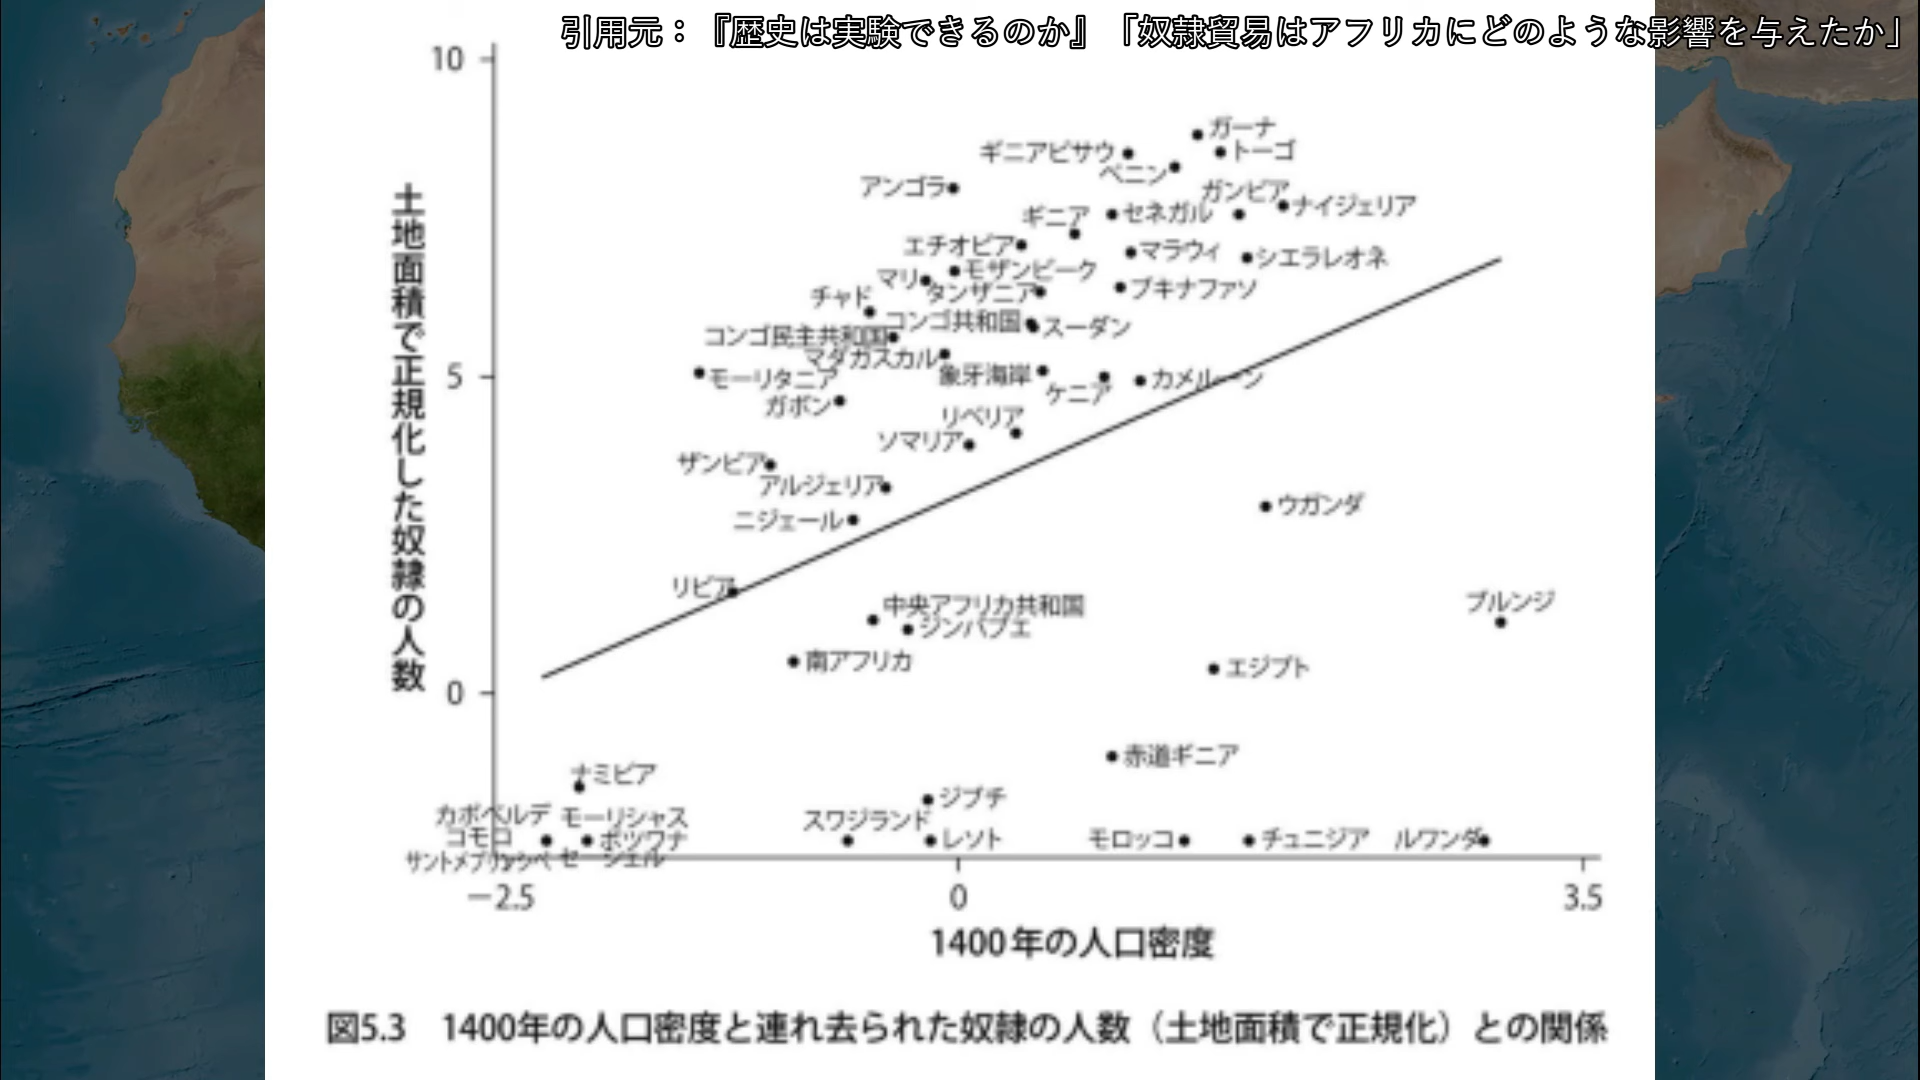 引用元：『歴史は実験できるのか』「奴隷貿易はアフリカにどのような影響を与えたか」
10
ガーナ
ギニアビサウ
トーゴ
ベニン
アンゴラ
ガンビア
ナイジェリア
ギニア
セネガル
エチオピア
マラウィ
シエラレオネ
マリ
モザンビーク
タンザニア
ブキナファソ
チャド
コンゴ共和国
スーダン
コンゴ民主共和国
マダガスカル
土地面積で正規化した奴隷の人数
5
モーリタニア
象牙海岸
ケニア
カメルーン
ガボン
リベリア
ソマリア
ザンビア
アルジェリア
ニジェール
ウガンダ
リビア
中央アフリカ共和国
ジンバブエ
ブルンジ
南アフリカ
エジプト
0
赤道ギニア
ナミビア
ジブチ
カボベルデ
モーリシャス
スワジランド
コモロ
ボツワナ
レソト
モロッコ
チュニジア
ルワンダ
サントメプリンシペ
セーシェル
−2.5
0
3.5
1400年の人口密度
図5.3　1400年の人口密度と連れ去られた奴隷の人数（土地面積で正規化）との関係